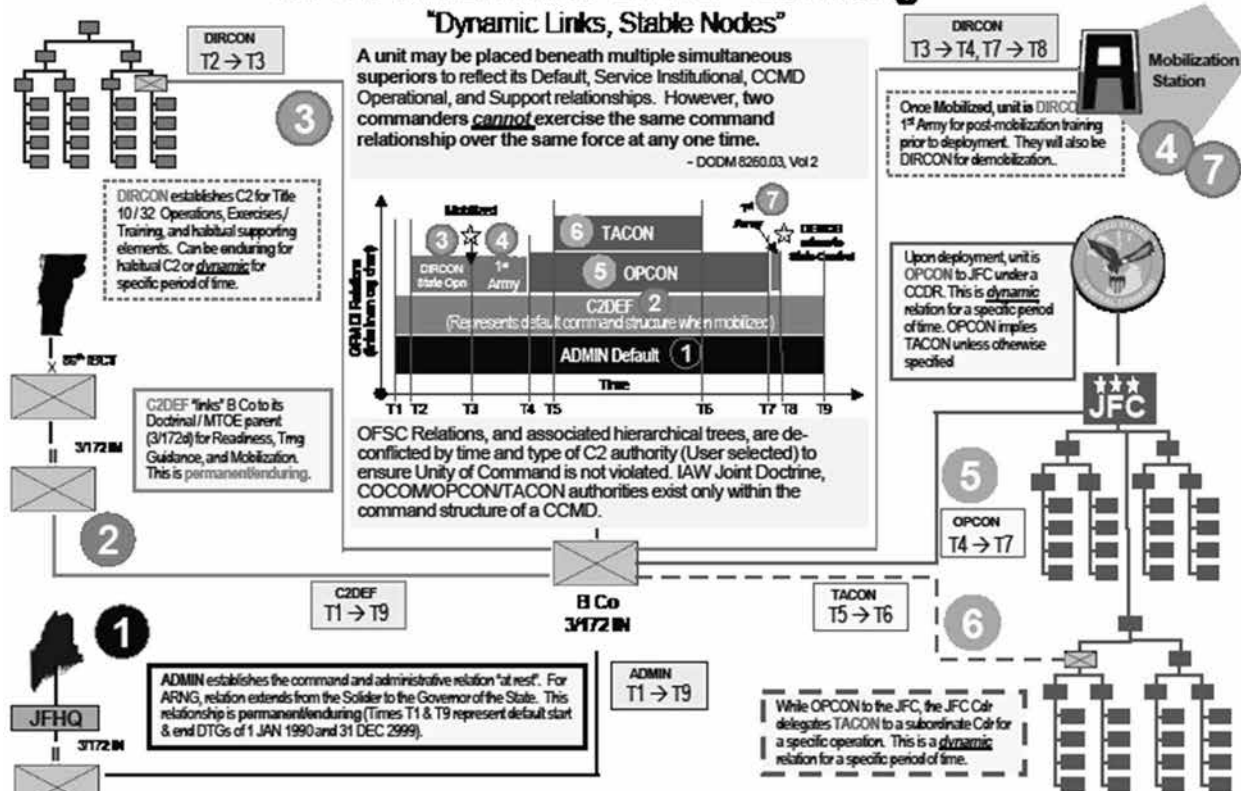 "Dynamic Links, Stable Nodes"
A unit may be placed beneath multiple simultaneous
superiors to reflect its Default, Service Institutional, CCMD
Operational, and Support relationships. However, two
commanders cannot exercise the same command
relationship over the same force at any one time.
– DODM 8260.03, Vol 2
DIRCON
T2 → T3
3
DIRCON establishes C2 for Title
10 / 32 Operations, Exercises /
Training, and habitual supporting
elements. Can be enduring for
habitual C2 or dynamic for
specific period of time.
DIRCON
T3 → T4, T7 → T8
Mobilization
Station
Once Mobilized, unit is DIRCO
1st Army for post-mobilization training
prior to deployment. They will also be
DIRCON for demobilization..
4
7
Mobilized
3
4
DIRCON
State Opn
1st
Army
6 TACON
5 OPCON
7
1st
Army
C2DEF 2
(Represents default command structure when mobilized)
ADMIN Default 1
Time
T1 T2 T3 T4 T5 T6 T7 T8 T9
OFSC Relations, and associated hierarchical trees, are de-
conflicted by time and type of C2 authority (User selected) to
ensure Unity of Command is not violated. IAW Joint Doctrine,
COCOM/OPCON/TACON authorities exist only within the
command structure of a CCMD.
Upon deployment, unit is
OPCON to JFC under a
CCDR. This is dynamic
relation for a specific period
of time. OPCON implies
TACON unless otherwise
specified
JFC
X 86th IBCT
3/172 IN
II
C2DEF "links" B Co to its
Doctrinal / MTOE parent
(3/172d) for Readiness, Trng
Guidance, and Mobilization.
This is permanent/enduring.
2
C2DEF
T1 → T9
B Co
3/172 IN
5
OPCON
T4 → T7
TACON
T5 → T6
6
1
JFHQ
II 3/172 IN
ADMIN establishes the command and administrative relation "at rest". For
ARNG, relation extends from the Solider to the Governor of the State. This
relationship is permanent/enduring (Times T1 & T9 represent default start
& end DTGs of 1 JAN 1990 and 31 DEC 2999).
ADMIN
T1 → T9
While OPCON to the JFC, the JFC Cdr
delegates TACON to a subordinate Cdr for
a specific operation. This is a dynamic
relation for a specific period of time.